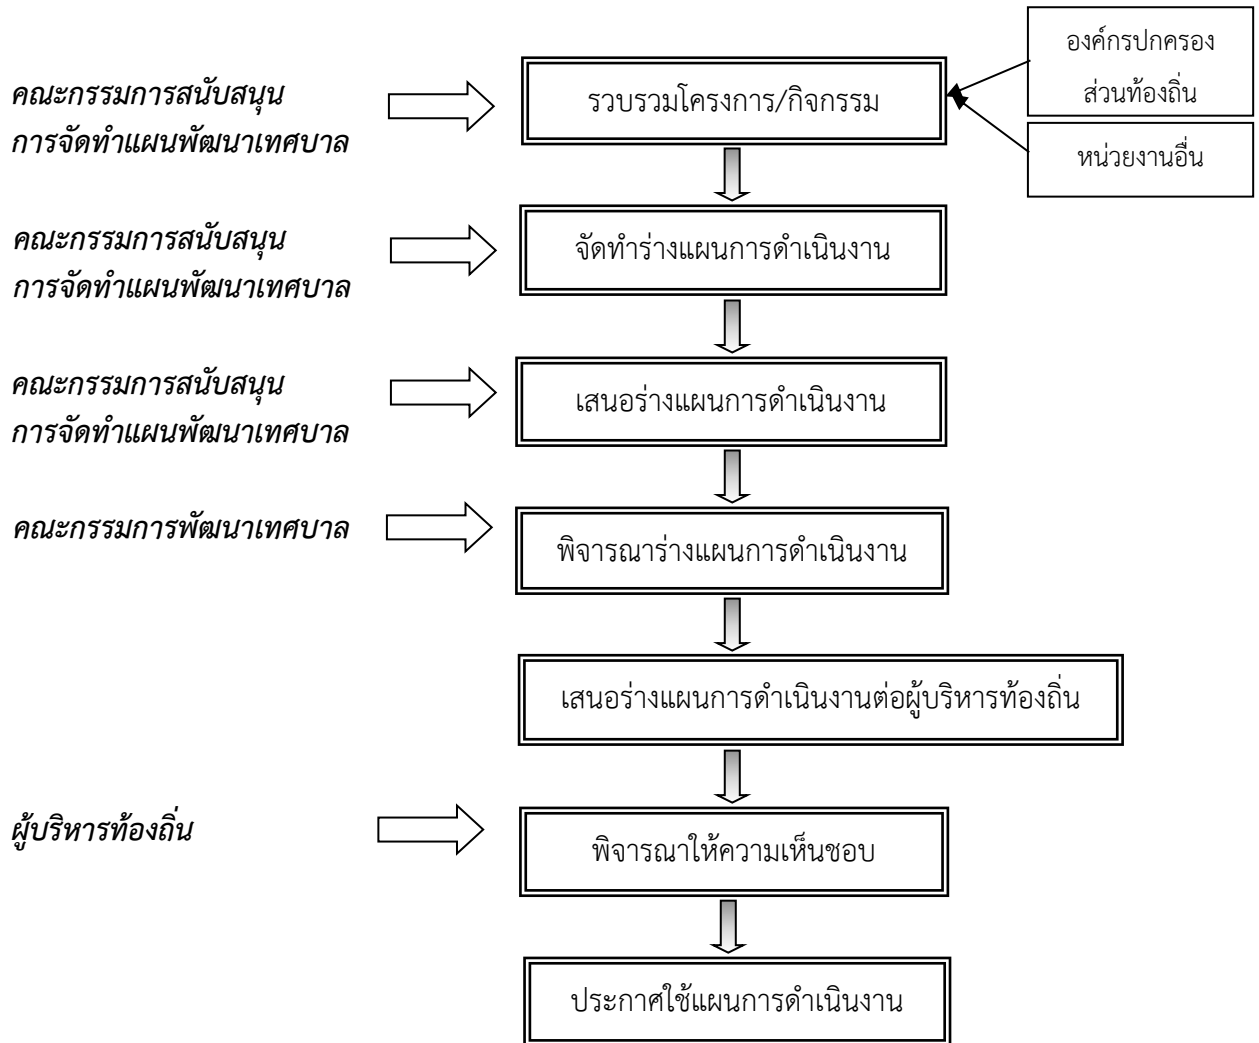 องค์กรปกครอง
ส่วนท้องถิ่น
คณะกรรมการสนับสนุน
การจัดทำแผนพัฒนาเทศบาล
รวบรวมโครงการ/กิจกรรม
หน่วยงานอื่น
คณะกรรมการสนับสนุน
การจัดทำแผนพัฒนาเทศบาล
จัดทำร่างแผนการดำเนินงาน
คณะกรรมการสนับสนุน
การจัดทำแผนพัฒนาเทศบาล
เสนอร่างแผนการดำเนินงาน
คณะกรรมการพัฒนาเทศบาล
พิจารณาร่างแผนการดำเนินงาน
เสนอร่างแผนการดำเนินงานต่อผู้บริหารท้องถิ่น
ผู้บริหารท้องถิ่น
พิจารณาให้ความเห็นชอบ
ประกาศใช้แผนการดำเนินงาน